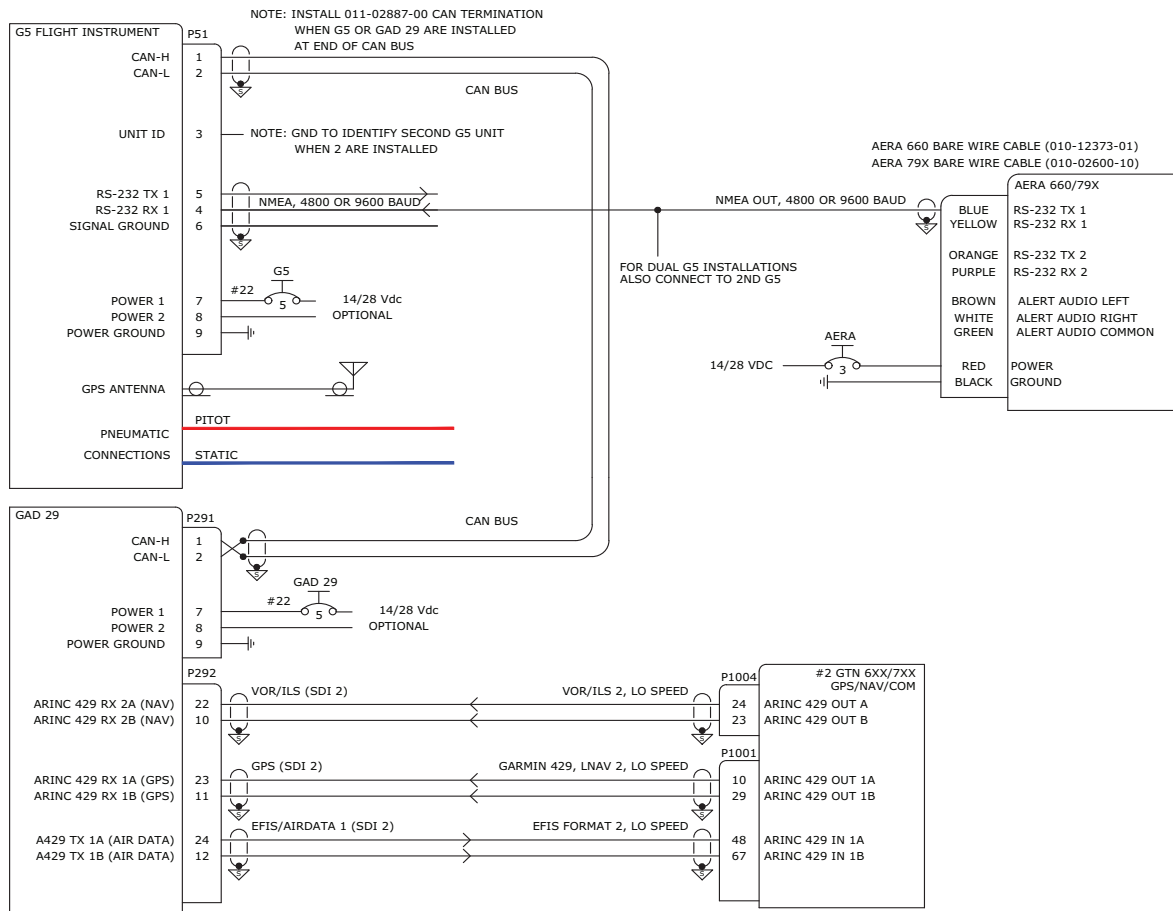 NOTE: INSTALL 011-02887-00 CAN TERMINATION
WHEN G5 OR GAD 29 ARE INSTALLED
AT END OF CAN BUS
G5 FLIGHT INSTRUMENT
P51
CAN-H 1
CAN-L 2
S
CAN BUS
UNIT ID 3
NOTE: GND TO IDENTIFY SECOND G5 UNIT
WHEN 2 ARE INSTALLED
RS-232 TX 1 5
RS-232 RX 1 4
NMEA, 4800 OR 9600 BAUD
SIGNAL GROUND 6
S
G5
#22
5
POWER 1 7
14/28 Vdc
POWER 2 8
OPTIONAL
POWER GROUND 9
GPS ANTENNA
PNEUMATIC
CONNECTIONS
PITOT
STATIC
AERA 660 BARE WIRE CABLE (010-12373-01)
AERA 79X BARE WIRE CABLE (010-02600-10)
AERA 660/79X
NMEA OUT, 4800 OR 9600 BAUD
S
BLUE RS-232 TX 1
YELLOW RS-232 RX 1
ORANGE RS-232 TX 2
PURPLE RS-232 RX 2
FOR DUAL G5 INSTALLATIONS
ALSO CONNECT TO 2ND G5
BROWN ALERT AUDIO LEFT
WHITE ALERT AUDIO RIGHT
GREEN ALERT AUDIO COMMON
AERA
14/28 VDC
3
RED POWER
BLACK GROUND
GAD 29
P291
CAN BUS
CAN-H 1
CAN-L 2
S
GAD 29
#22
5
POWER 1 7
14/28 Vdc
POWER 2 8
OPTIONAL
POWER GROUND 9
P292
P1004
#2 GTN 6XX/7XX
GPS/NAV/COM
VOR/ILS (SDI 2)
VOR/ILS 2, LO SPEED
ARINC 429 RX 2A (NAV) 22
24 ARINC 429 OUT A
ARINC 429 RX 2B (NAV) 10
23 ARINC 429 OUT B
S
S
P1001
GPS (SDI 2)
GARMIN 429, LNAV 2, LO SPEED
ARINC 429 RX 1A (GPS) 23
10 ARINC 429 OUT 1A
ARINC 429 RX 1B (GPS) 11
29 ARINC 429 OUT 1B
S
S
EFIS/AIRDATA 1 (SDI 2)
EFIS FORMAT 2, LO SPEED
A429 TX 1A (AIR DATA) 24
48 ARINC 429 IN 1A
A429 TX 1B (AIR DATA) 12
67 ARINC 429 IN 1B
S
S